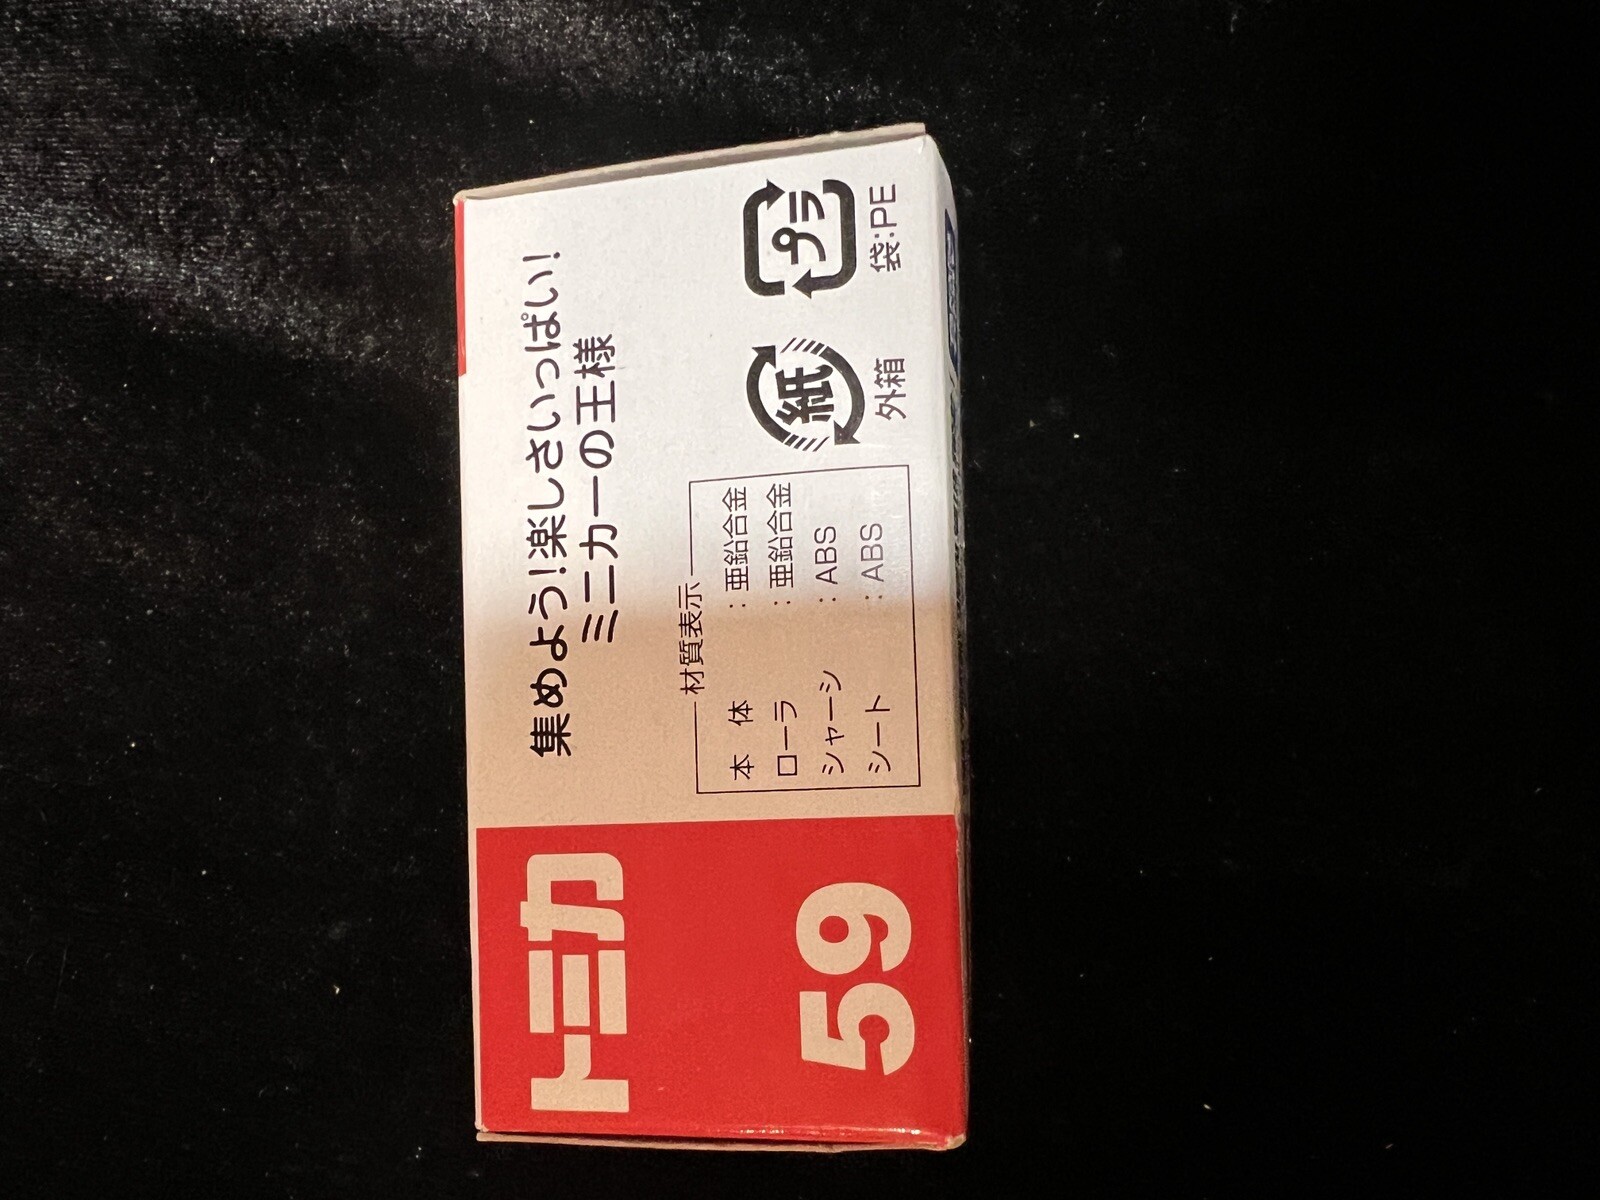 トミカ
59
集めよう!楽しさいっぱい!
ミニカーの王様
材質表示
本体:亜鉛合金
ローラ:亜鉛合金
シャーシ:ABS
シート:ABS
紙
外箱
プラ
袋:PE